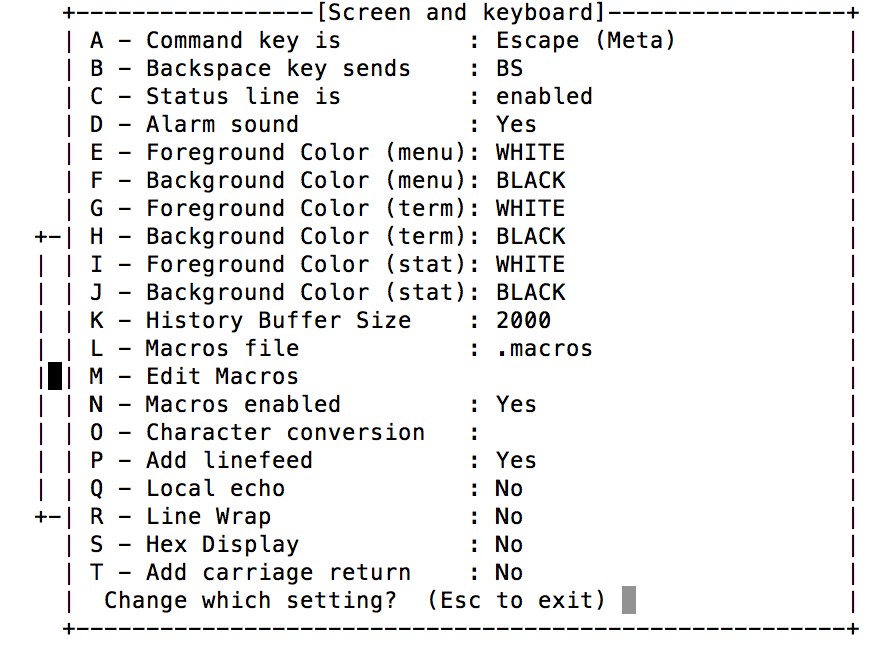 +-----------------[Screen and keyboard]-----------------+
| A - Command key is         : Escape (Meta)            |
| B - Backspace key sends    : BS                       |
| C - Status line is         : enabled                  |
| D - Alarm sound            : Yes                      |
| E - Foreground Color (menu): WHITE                    |
| F - Background Color (menu): BLACK                    |
| G - Foreground Color (term): WHITE                    |
+-| H - Background Color (term): BLACK                    |
| | I - Foreground Color (stat): WHITE                    |
| | J - Background Color (stat): BLACK                    |
| | K - History Buffer Size    : 2000                     |
| | L - Macros file            : .macros                  |
| | M - Edit Macros                                       |
| | N - Macros enabled         : Yes                      |
| | O - Character conversion   :                          |
| | P - Add linefeed           : Yes                      |
| | Q - Local echo             : No                       |
+-| R - Line Wrap              : No                       |
| S - Hex Display            : No                       |
| T - Add carriage return    : No                       |
|  Change which setting?  (Esc to exit)                 |
+-------------------------------------------------------+